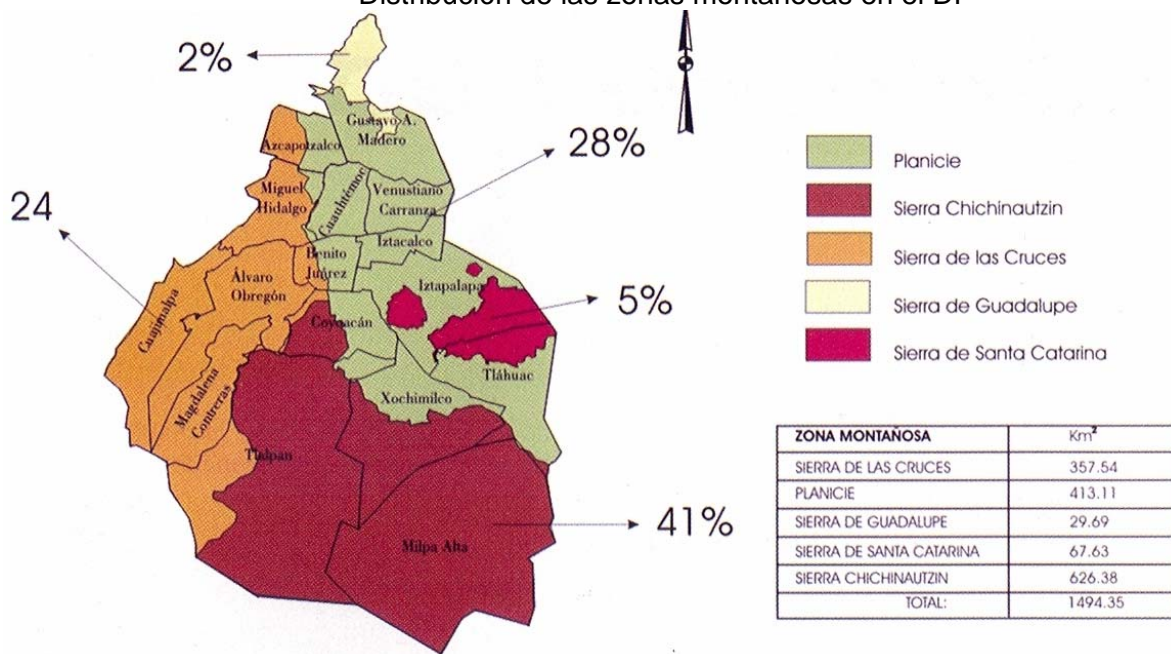 Distribución de las zonas montañosas en el DF
2%
28%
24
5%
41%
Gustavo A.
Madero
Azcapotzalco
Miguel
Hidalgo
Cuauhtémoc
Venustiano
Carranza
Iztacalco
Benito
Juárez
Álvaro
Obregón
Iztapalapa
Cuajimalpa
Coyoacán
Magdalena
Contreras
Tláhuac
Xochimilco
Tlalpan
Milpa Alta
Planicie
Sierra Chichinautzin
Sierra de las Cruces
Sierra de Guadalupe
Sierra de Santa Catarina
ZONA MONTAÑOSA Km²
SIERRA DE LAS CRUCES 357.54
PLANICIE 413.11
SIERRA DE GUADALUPE 29.69
SIERRA DE SANTA CATARINA 67.63
SIERRA CHICHINAUTZIN 626.38
TOTAL: 1494.35